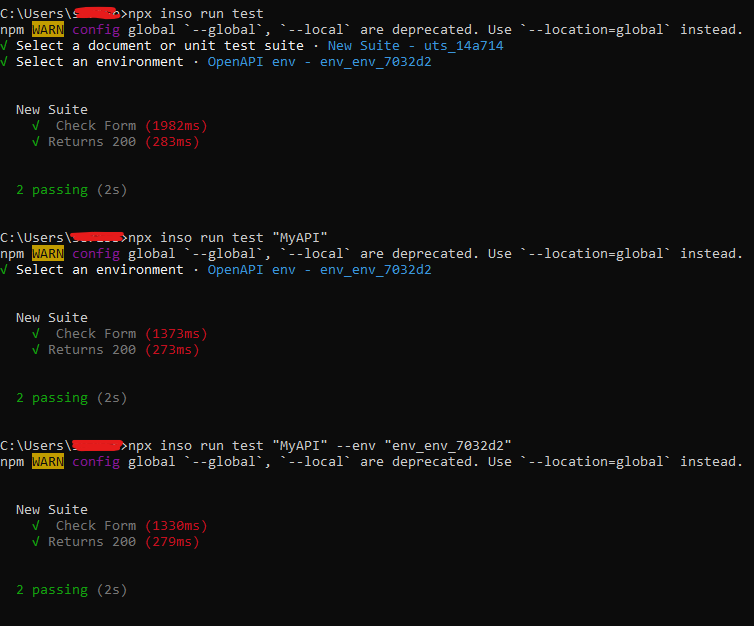 C:\Users\>npx inso run test
npm WARN config global `--global`, `--local` are deprecated. Use `--location=global` instead.
√ Select a document or unit test suite · New Suite - uts_14a714
√ Select an environment · OpenAPI env - env_env_7032d2
New Suite
√ Check Form (1982ms)
√ Returns 200 (283ms)
2 passing (2s)
C:\Users\>npx inso run test "MyAPI"
npm WARN config global `--global`, `--local` are deprecated. Use `--location=global` instead.
√ Select an environment · OpenAPI env - env_env_7032d2
New Suite
√ Check Form (1373ms)
√ Returns 200 (273ms)
2 passing (2s)
C:\Users\>npx inso run test "MyAPI" --env "env_env_7032d2"
npm WARN config global `--global`, `--local` are deprecated. Use `--location=global` instead.
New Suite
√ Check Form (1330ms)
√ Returns 200 (279ms)
2 passing (2s)